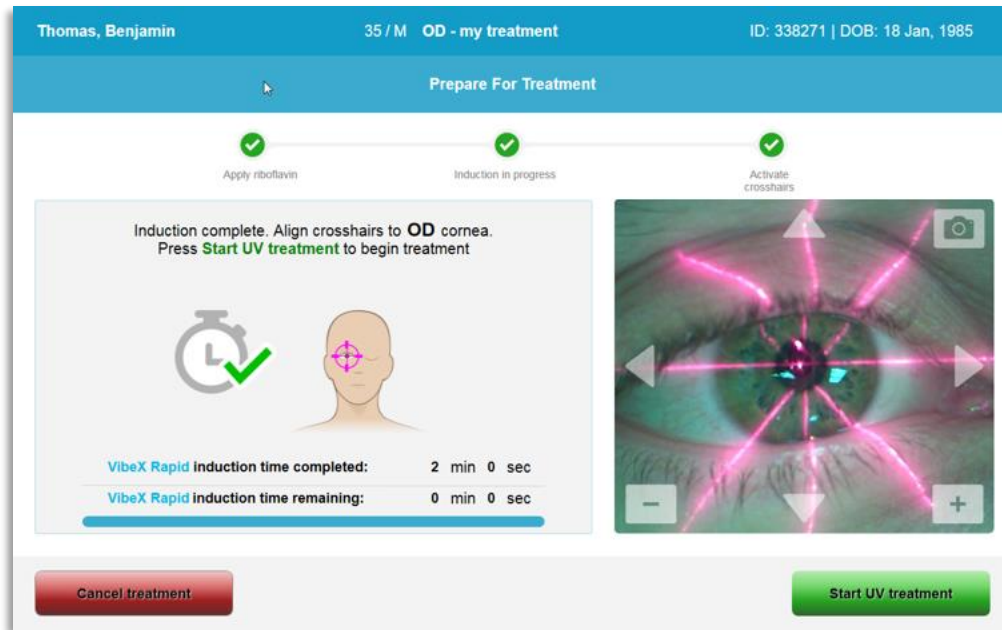 Thomas, Benjamin 35 / M OD - my treatment ID: 338271 | DOB: 18 Jan, 1985
Prepare For Treatment
Apply riboflavin
Induction in progress
Activate
crosshairs
Induction complete. Align crosshairs to OD cornea.
Press Start UV treatment to begin treatment
VibeX Rapid induction time completed: 2 min 0 sec
VibeX Rapid induction time remaining: 0 min 0 sec
Cancel treatment
Start UV treatment